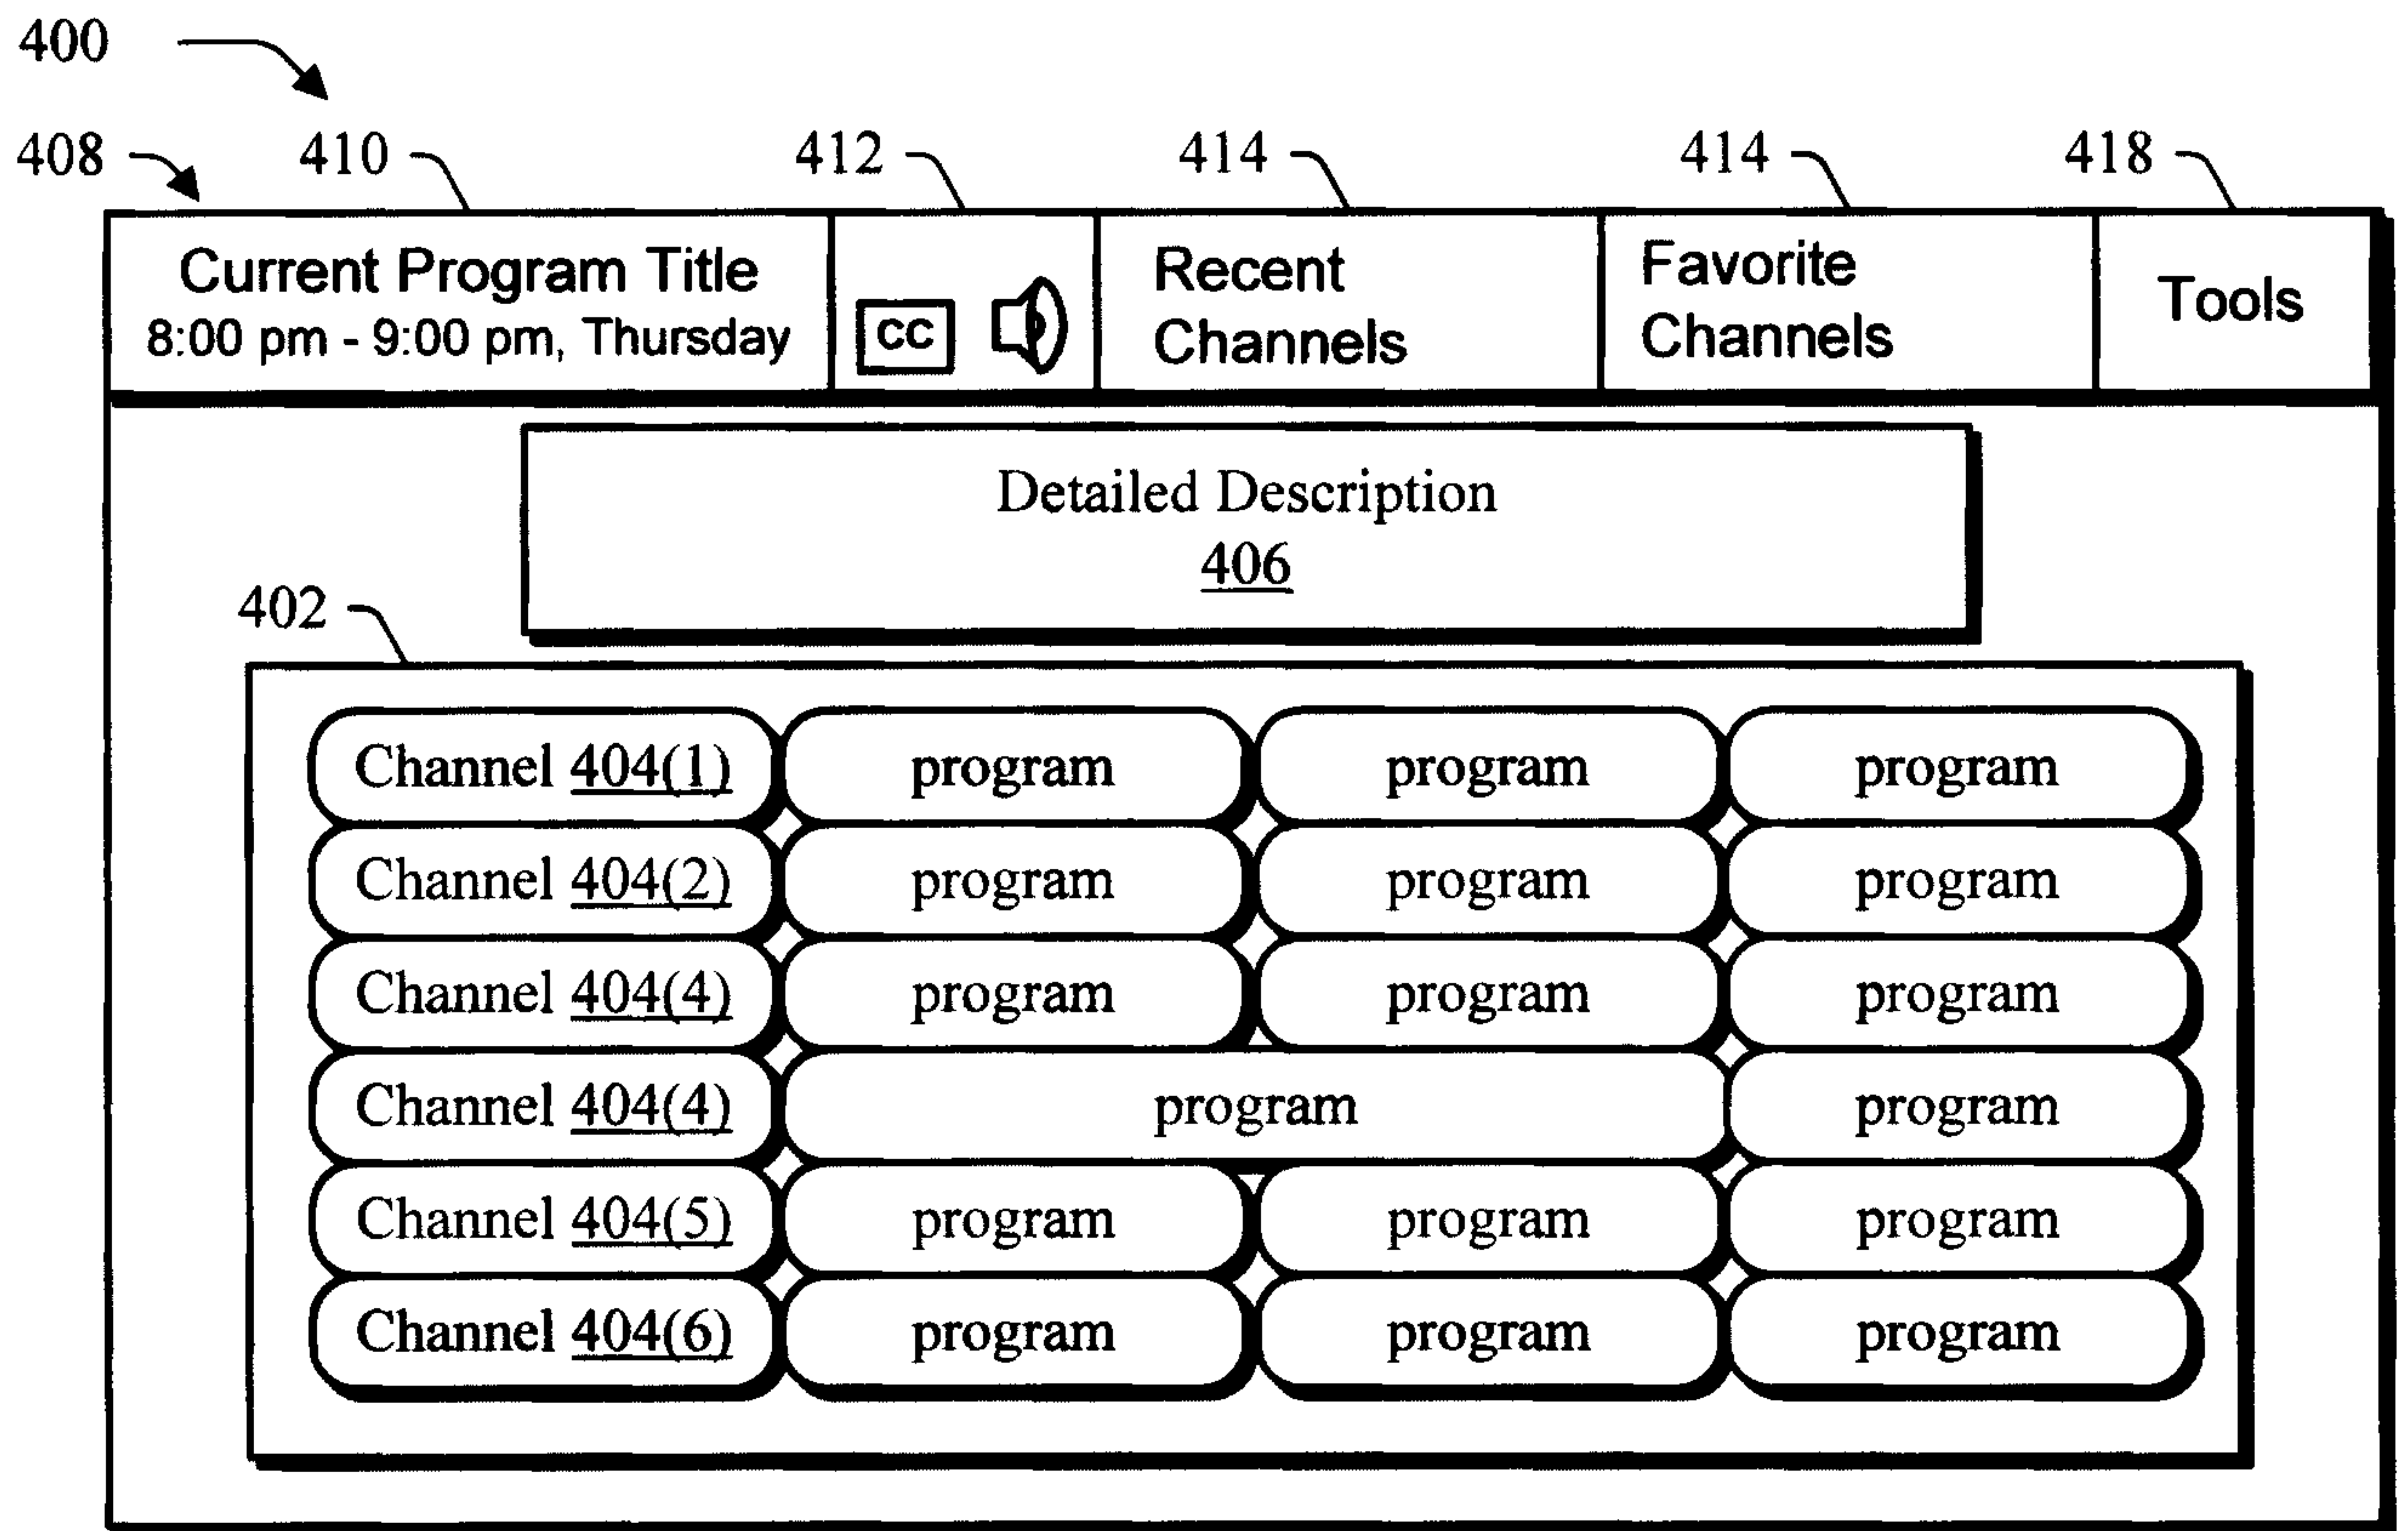 400
408 410 412 414 414 418
Current Program Title
8:00 pm - 9:00 pm, Thursday
CC
Recent
Channels
Favorite
Channels
Tools
Detailed Description
406
402
Channel 404(1) program program program
Channel 404(2) program program program
Channel 404(4) program program program
Channel 404(4) program program
Channel 404(5) program program program
Channel 404(6) program program program